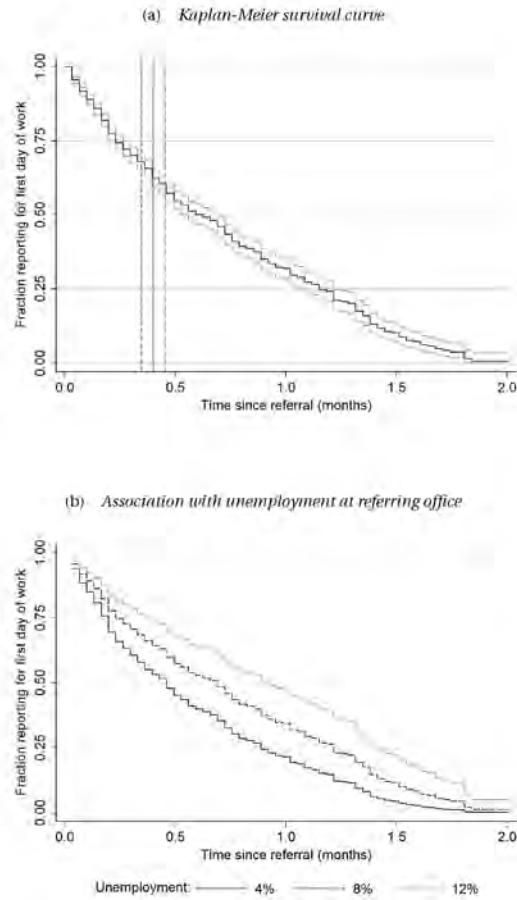 (a) Kaplan-Meier survival curve
Fraction reporting for first day of work
1.00
0.75
0.50
0.25
0.00
0.0 0.5 1.0 1.5 2.0
Time since referral (months)
(b) Association with unemployment at referring office
Fraction reporting for first day of work
1.00
0.75
0.50
0.25
0.00
0.0 0.5 1.0 1.5 2.0
Time since referral (months)
Unemployment: 4% 8% 12%